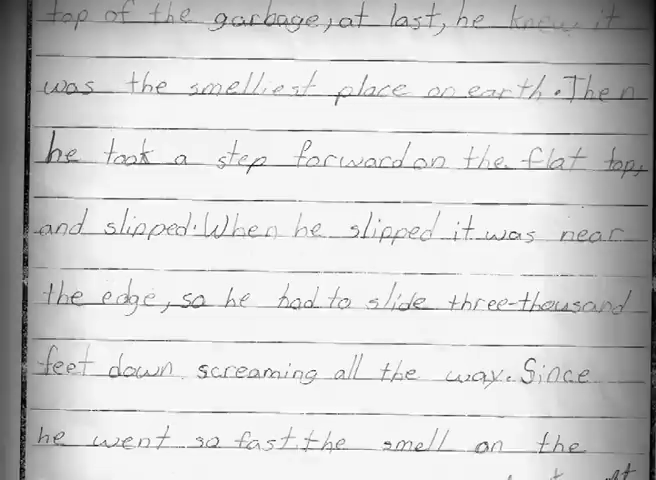 top of the garbage, at last, he knew it
was the smelliest place on earth. Then
he took a step forward on the flat top,
and slipped. When he slipped it was near
the edge, so he had to slide three-thousand
feet down screaming all the way. Since
he went so fast, the smell on the